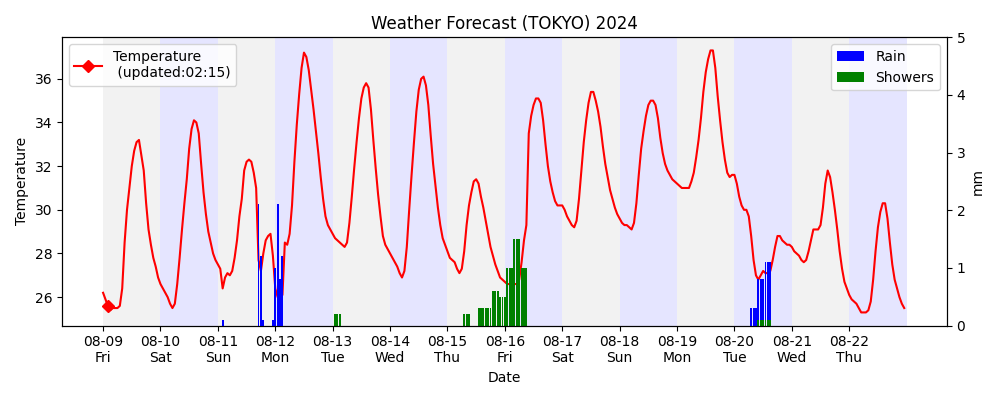 Weather Forecast (TOKYO) 2024
Temperature
(updated:02:15)
Rain
Showers
Temperature
36
34
32
30
28
26
5
4
3
2
1
0
mm
08-09 08-10 08-11 08-12 08-13 08-14 08-15 08-16 08-17 08-18 08-19 08-20 08-21 08-22
Fri Sat Sun Mon Tue Wed Thu Fri Sat Sun Mon Tue Wed Thu
Date